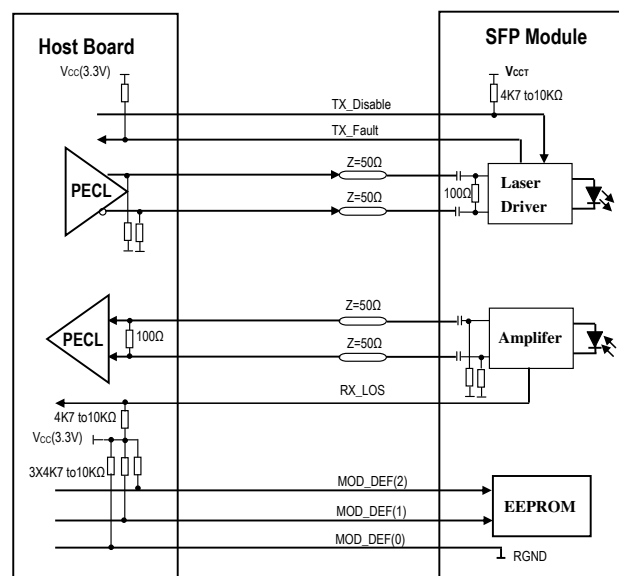 Host Board
SFP Module
VCC(3.3V)
VCCT
4K7 to10KΩ
TX_Disable
TX_Fault
Z=50Ω
PECL
100Ω
Laser
Driver
Z=50Ω
Z=50Ω
PECL
100Ω
Amplifer
Z=50Ω
RX_LOS
4K7 to10KΩ
VCC(3.3V)
3X4K7 to10KΩ
MOD_DEF(2)
EEPROM
MOD_DEF(1)
MOD_DEF(0)
RGND